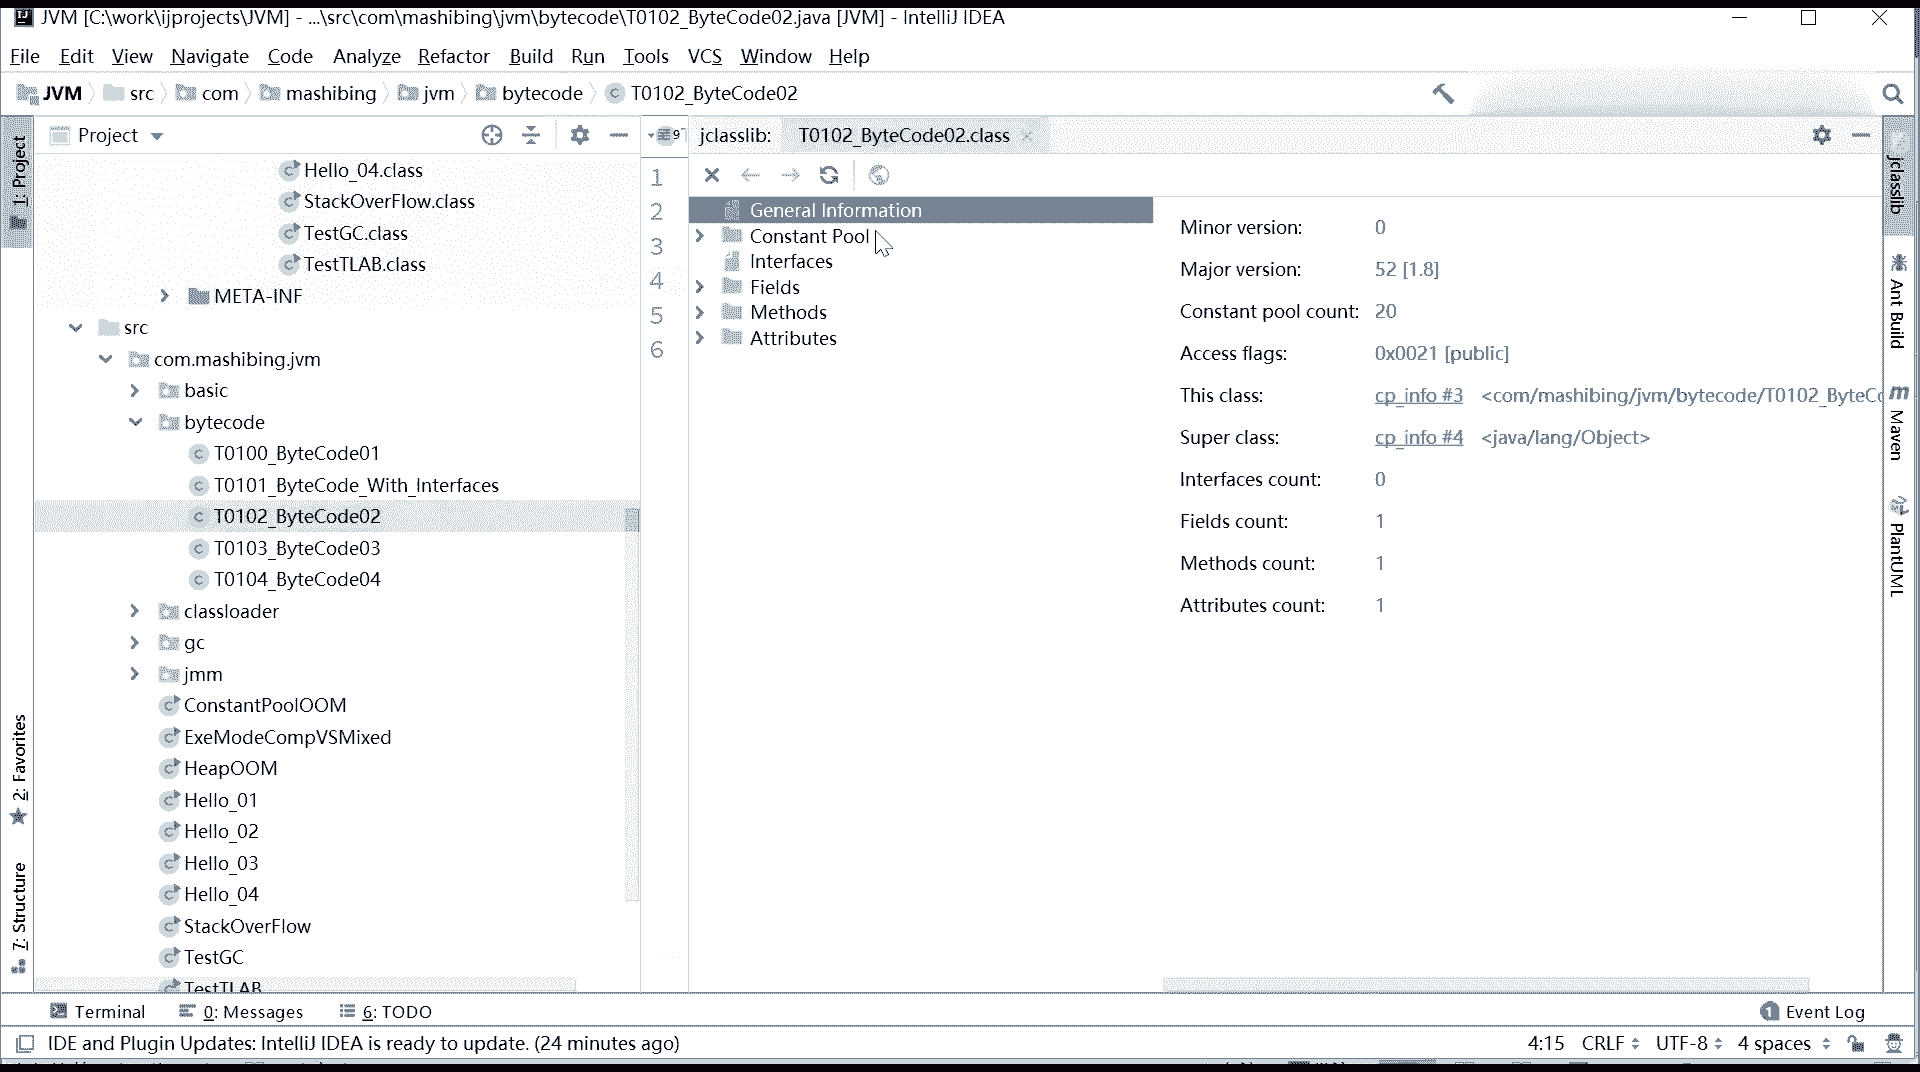 JVM [C:\work\ijprojects\JVM] - ...\src\com\mashibing\jvm\bytecode\T0102_ByteCode02.java [JVM] - IntelliJ IDEA
File Edit View Navigate Code Analyze Refactor Build Run Tools VCS Window Help
JVM src com mashibing jvm bytecode T0102_ByteCode02
Project
jclasslib: T0102_ByteCode02.class
1: Project
Hello_04.class
StackOverFlow.class
TestGC.class
TestTLAB.class
META-INF
src
com.mashibing.jvm
basic
bytecode
T0100_ByteCode01
T0101_ByteCode_With_Interfaces
T0102_ByteCode02
T0103_ByteCode03
T0104_ByteCode04
classloader
gc
jmm
ConstantPoolOOM
ExeModeCompVSMixed
HeapOOM
Hello_01
Hello_02
Hello_03
Hello_04
StackOverFlow
TestGC
TestTLAB
2: Favorites
7: Structure
9
1
2
3
4
5
6
General Information
Constant Pool
Interfaces
Fields
Methods
Attributes
Minor version: 0
Major version: 52 [1.8]
Constant pool count: 20
Access flags: 0x0021 [public]
This class: cp_info #3 <com/mashibing/jvm/bytecode/T0102_ByteC
Super class: cp_info #4 <java/lang/Object>
Interfaces count: 0
Fields count: 1
Methods count: 1
Attributes count: 1
jclasslib
Ant Build
Maven
PlantUML
Terminal 0: Messages 6: TODO 1 Event Log
IDE and Plugin Updates: IntelliJ IDEA is ready to update. (24 minutes ago) 4:15 CRLF UTF-8 4 spaces